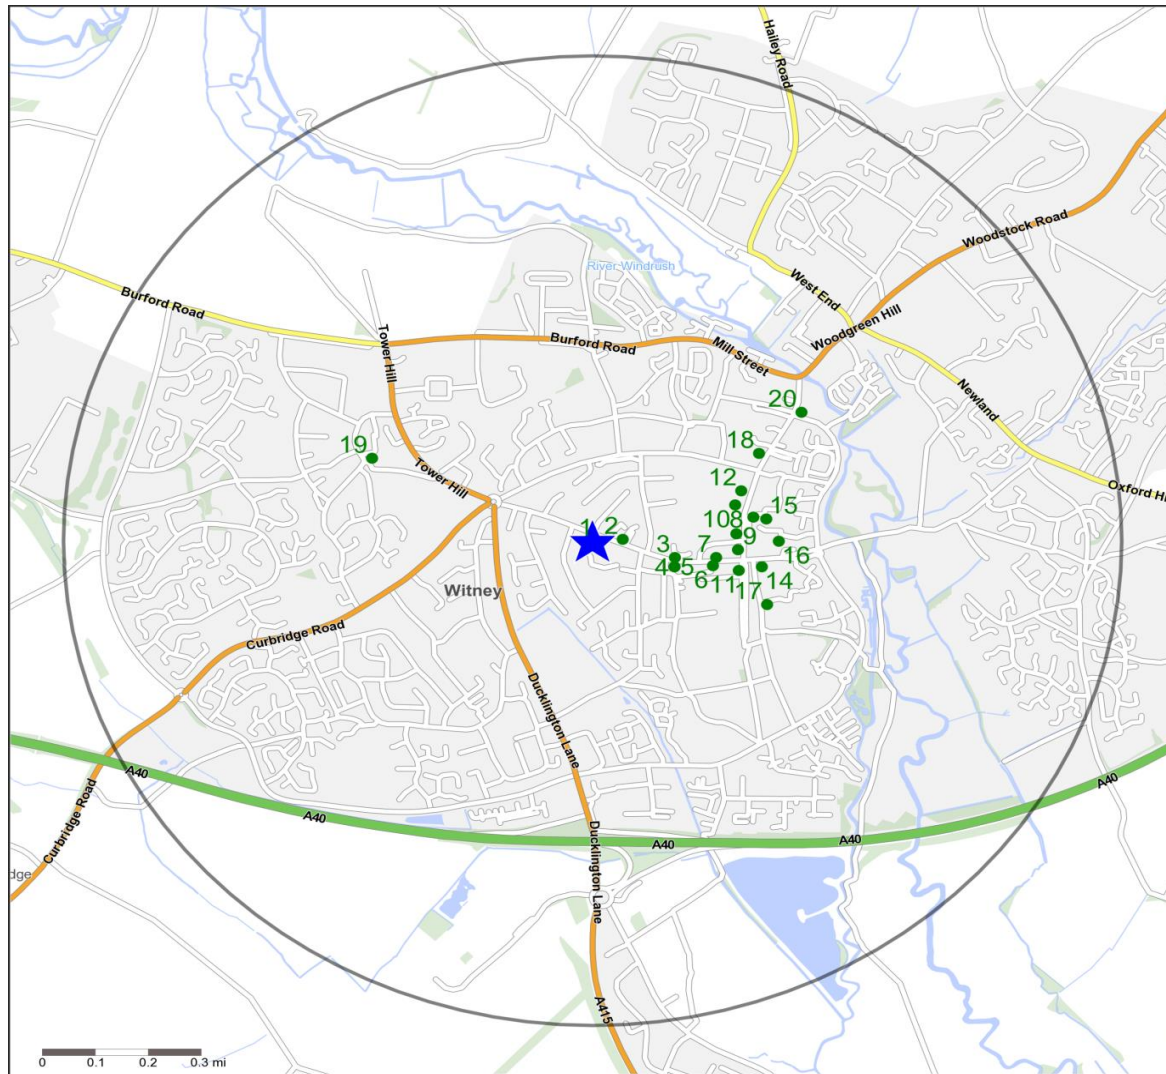 Hailey Road
Woodstock Road
River Windrush
West End
Burford Road
Woodgreen Hill
Tower Hill
Burford Road
Mill Street
Newland
20
19
18
Tower Hill
12
Oxford Hi
10
8
15
1
2
9
3
7
16
4
5
6
11
17
14
Witney
Curbridge Road
Ducklington Lane
A40
A40
A40
A40
A40
Curbridge Road
Ducklington Lane
dge
A415
0 0.1 0.2 0.3 mi